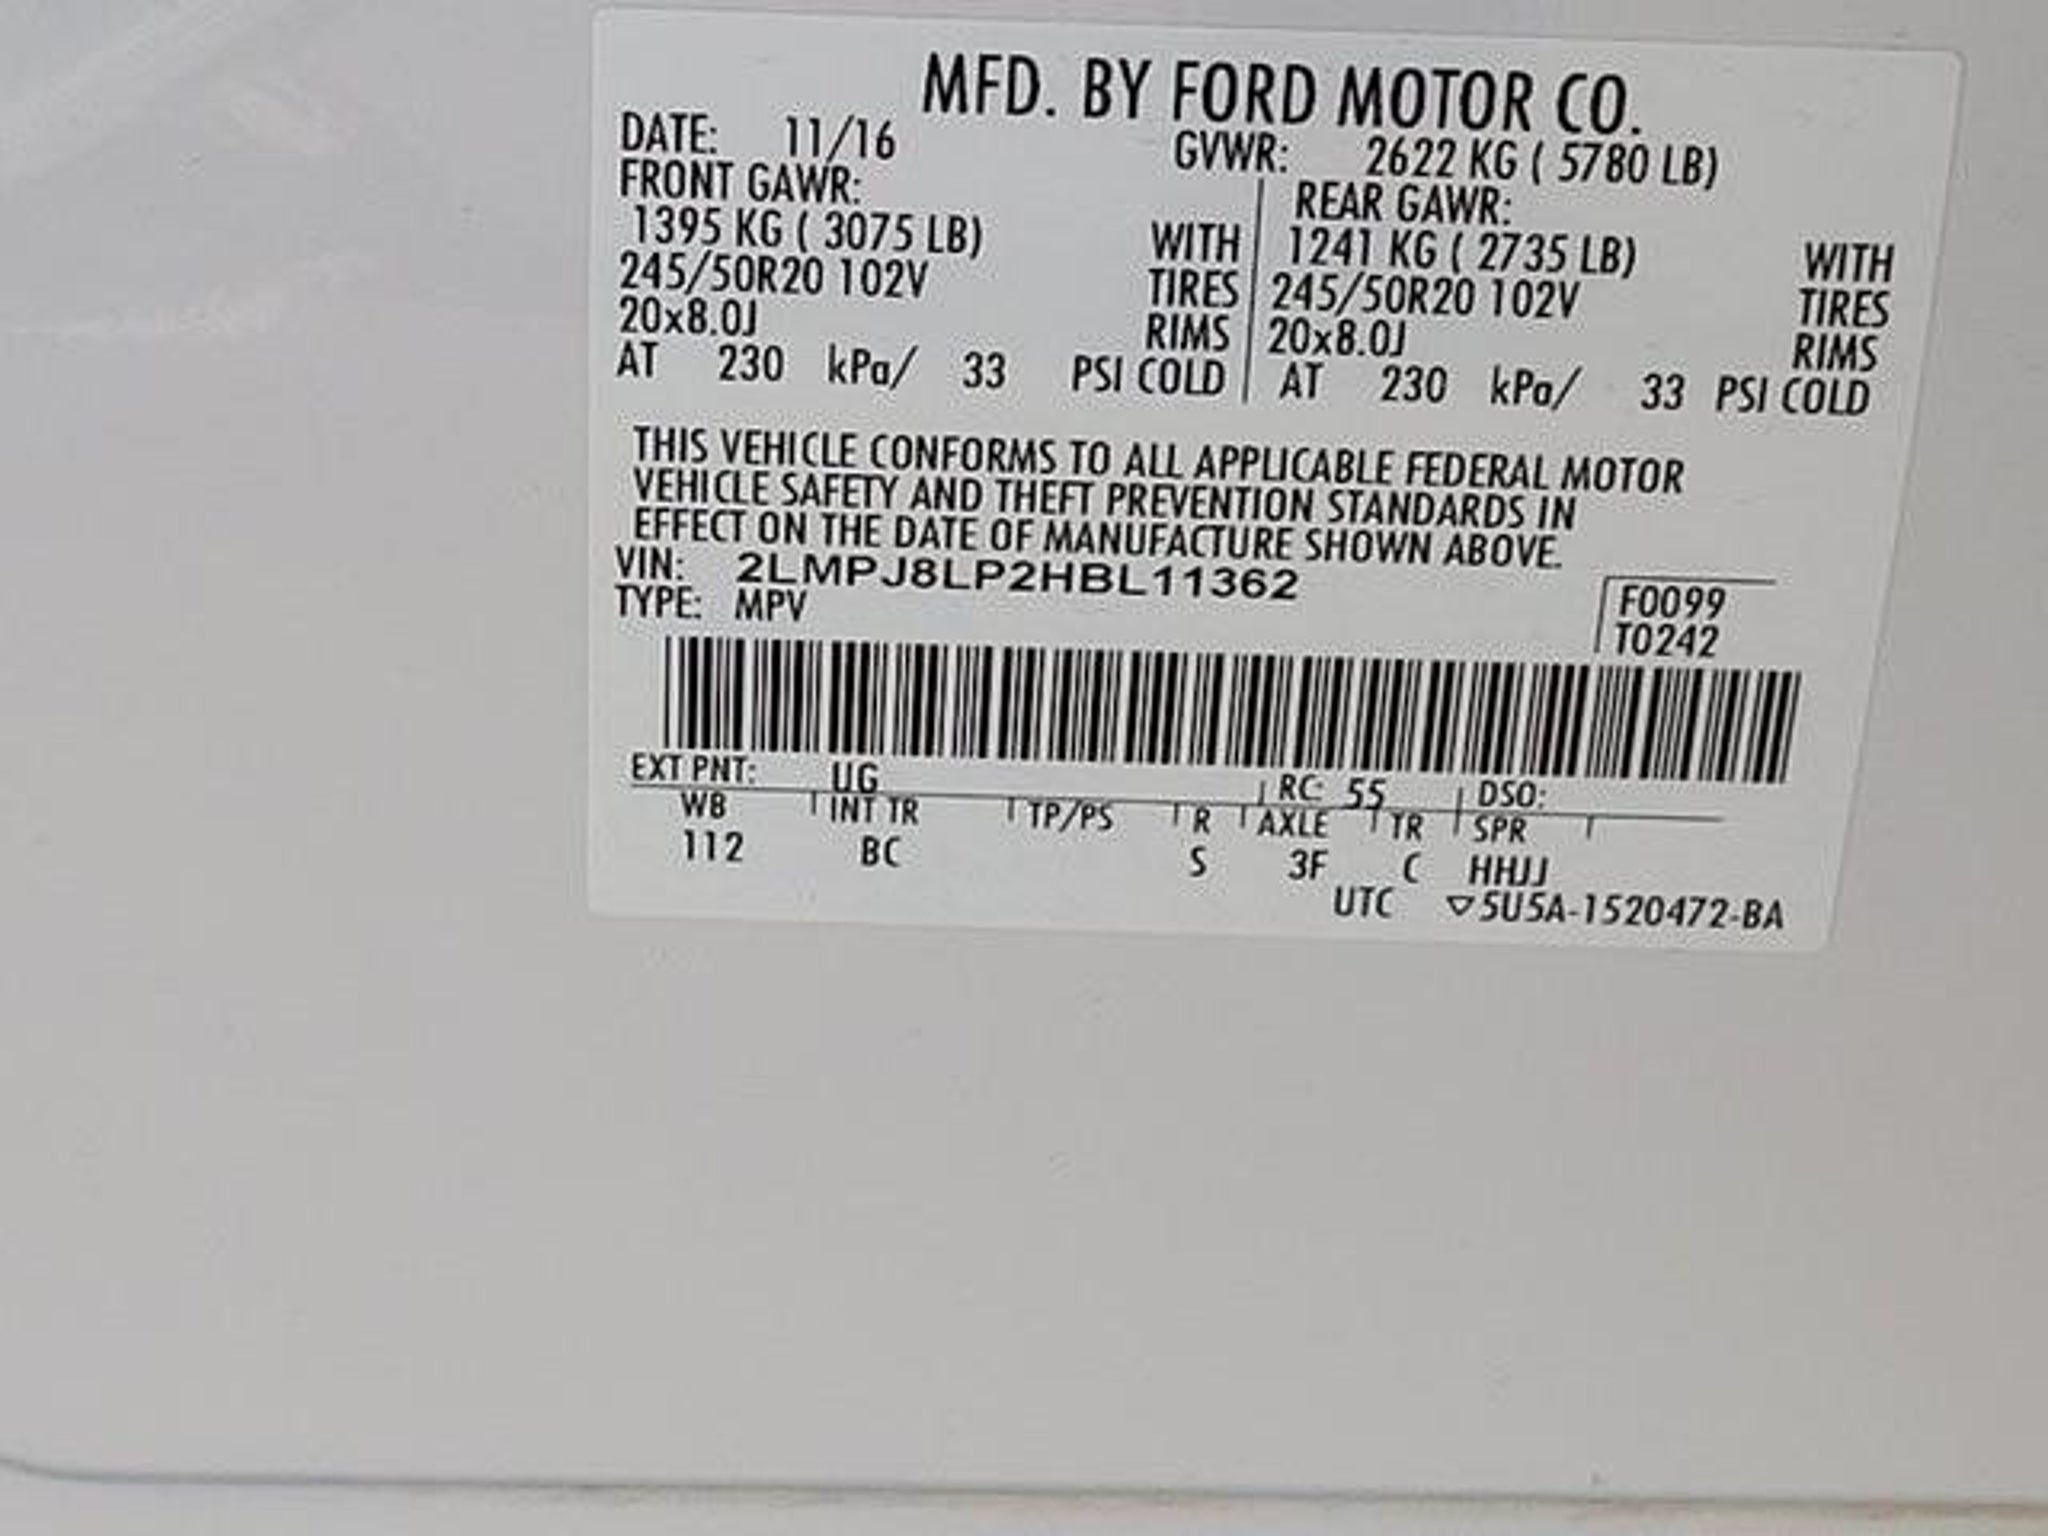 MFD. BY FORD MOTOR CO.
DATE: 11/16 GVWR: 2622 KG ( 5780 LB)
FRONT GAWR: REAR GAWR:
1395 KG ( 3075 LB) WITH 1241 KG ( 2735 LB) WITH
245/50R20 102V TIRES 245/50R20 102V TIRES
20x8.0J RIMS 20x8.0J RIMS
AT 230 kPa/ 33 PSI COLD AT 230 kPa/ 33 PSI COLD
THIS VEHICLE CONFORMS TO ALL APPLICABLE FEDERAL MOTOR
VEHICLE SAFETY AND THEFT PREVENTION STANDARDS IN
EFFECT ON THE DATE OF MANUFACTURE SHOWN ABOVE.
VIN: 2LMPJ8LP2HBL11362
TYPE: MPV
F0099
T0242
EXT PNT: UG RC: 55 DSO:
WB INT TR TP/PS R AXLE TR SPR
112 BC S 3F C HHJJ
UTC ▽5U5A-1520472-BA